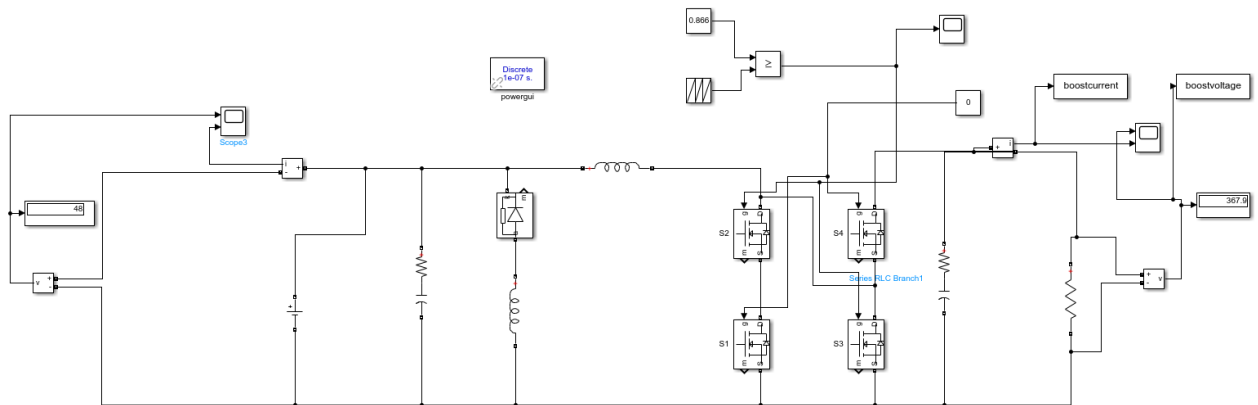 0.866
≥
Discrete
1e-07 s.
powergui
0
boostcurrent
boostvoltage
Scope3
i
+
-
+
i
48
367.9
v
+
-
+
-
v
+
m
g
D
S2
m
S
g
D
S4
m
S
Series RLC Branch1
g
D
S1
m
S
g
D
S3
m
S